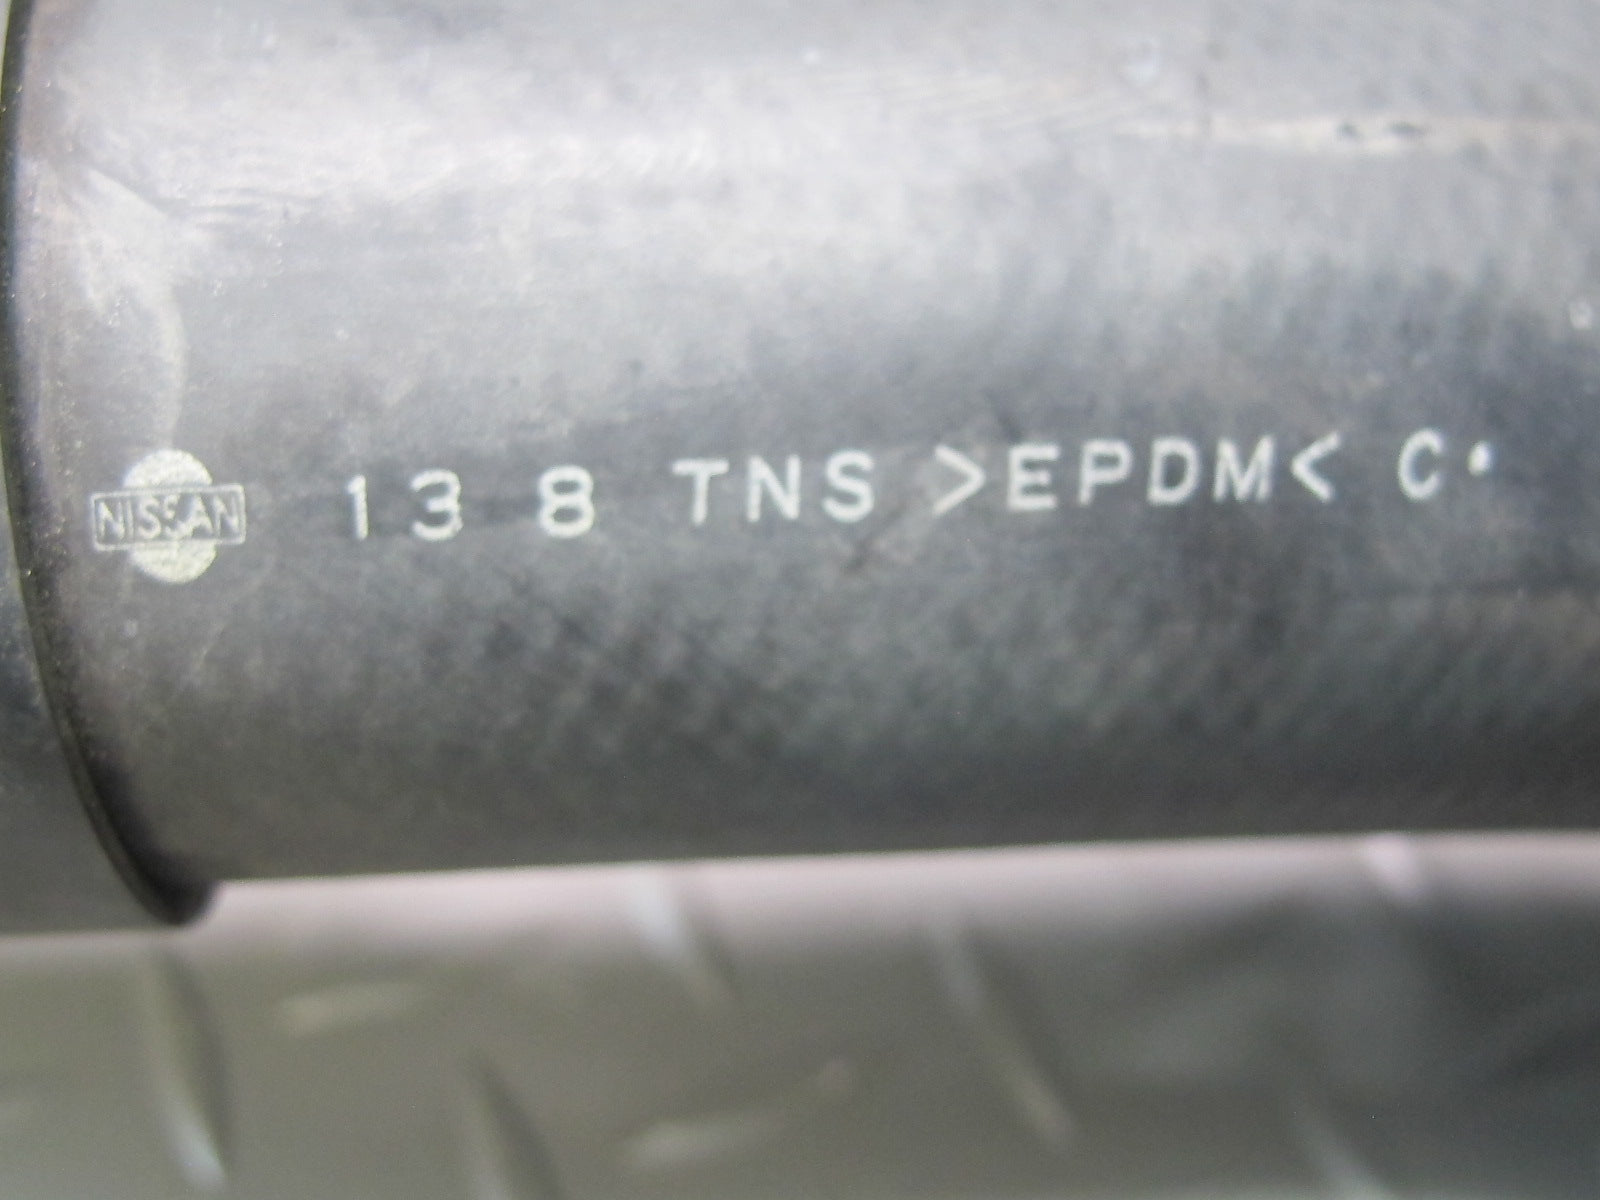 NISSAN 13 8 TNS >EPDM< C·